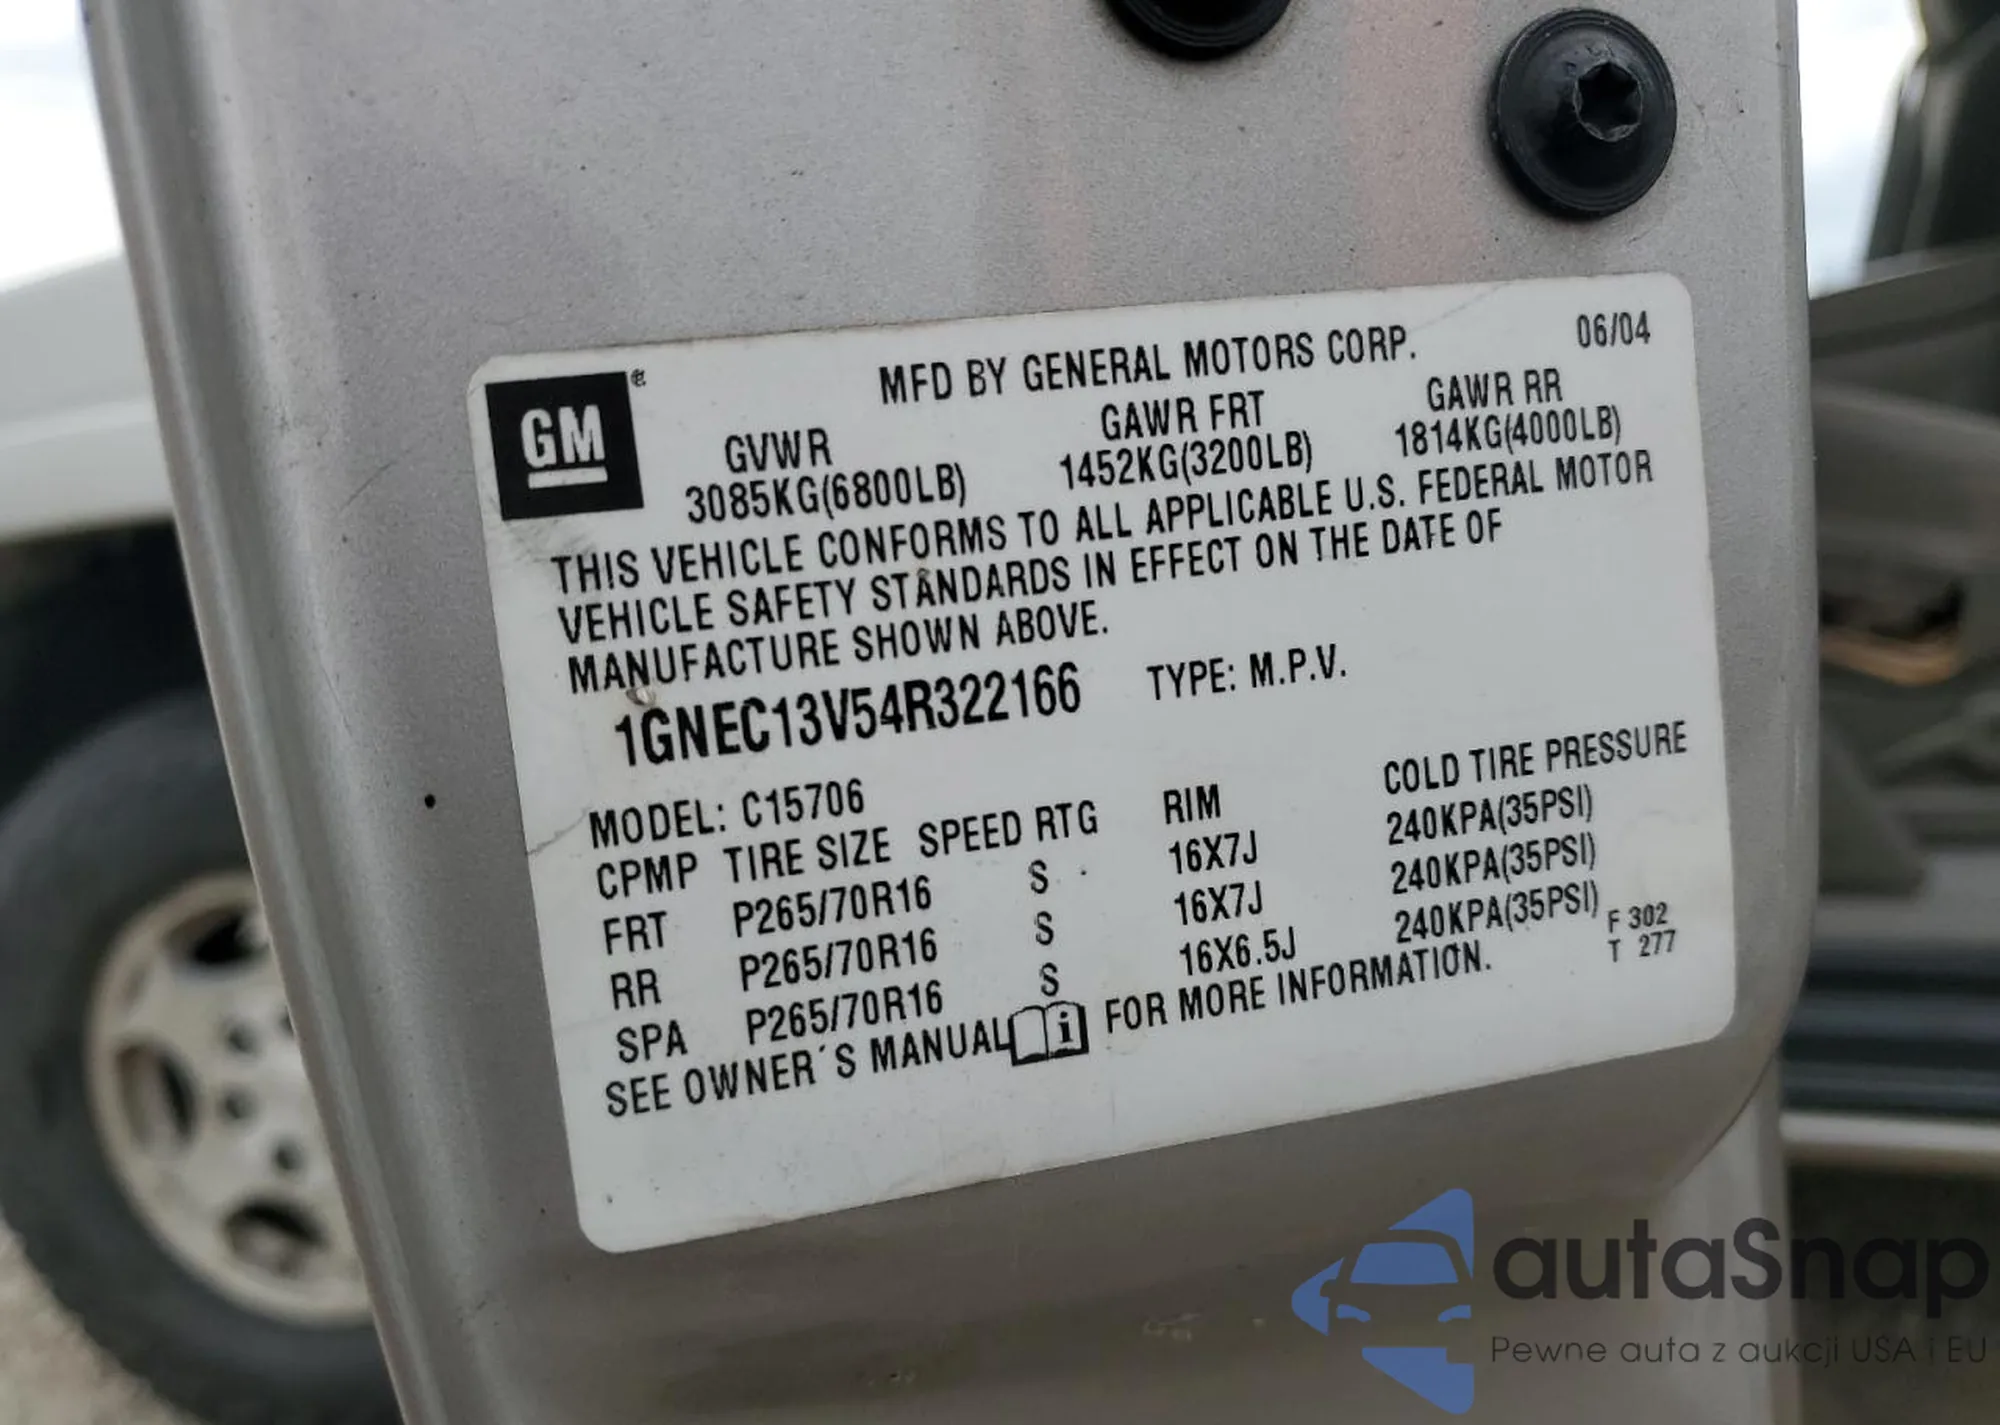 MFD BY GENERAL MOTORS CORP. 06/04
GM
GVWR GAWR FRT GAWR RR
3085KG(6800LB) 1452KG(3200LB) 1814KG(4000LB)
THIS VEHICLE CONFORMS TO ALL APPLICABLE U.S. FEDERAL MOTOR
VEHICLE SAFETY STANDARDS IN EFFECT ON THE DATE OF
MANUFACTURE SHOWN ABOVE.
1GNEC13V54R322166 TYPE: M.P.V.
MODEL: C15706
CPMP TIRE SIZE SPEED RTG RIM COLD TIRE PRESSURE
FRT P265/70R16 S 16X7J 240KPA(35PSI)
RR P265/70R16 S 16X7J 240KPA(35PSI)
SPA P265/70R16 S 16X6.5J 240KPA(35PSI)
F 302
T 277
SEE OWNER´S MANUAL i FOR MORE INFORMATION.
autaSnap
Pewne auta z aukcji USA i EU